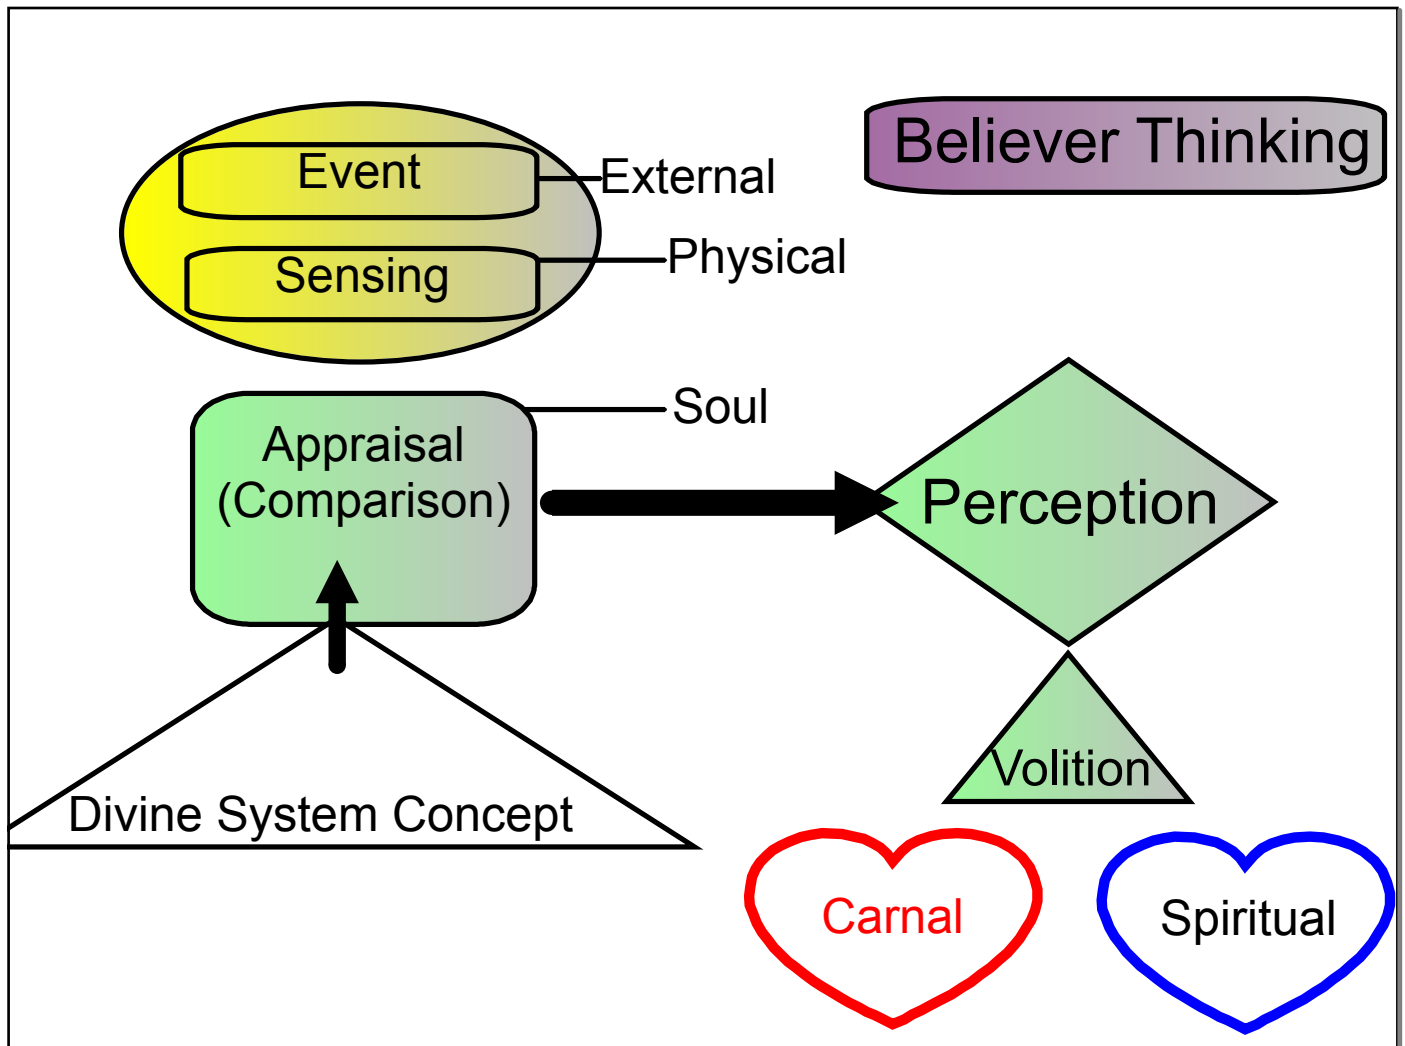 Believer Thinking
Event
External
Sensing
Physical
Soul
Appraisal
(Comparison)
Perception
Volition
Divine System Concept
Carnal
Spiritual